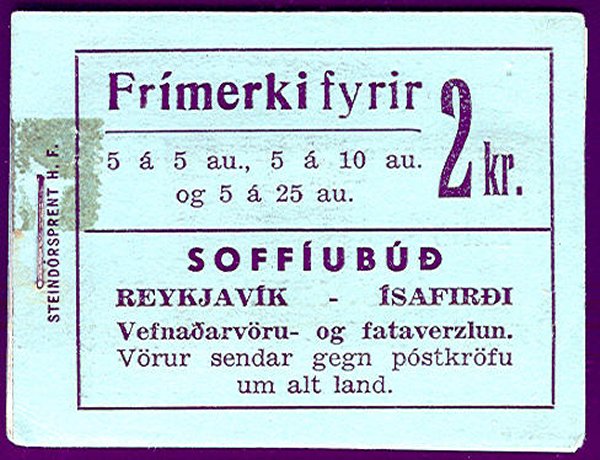 Frímerki fyrir
2 kr.
5 á 5 au., 5 á 10 au.
og 5 á 25 au.
SOFFÍUBÚÐ
REYKJAVÍK - ÍSAFIRÐI
Vefnaðarvöru- og fataverzlun.
Vörur sendar gegn póstkröfu
um alt land.
STEINDÓRSPRENT H. F.